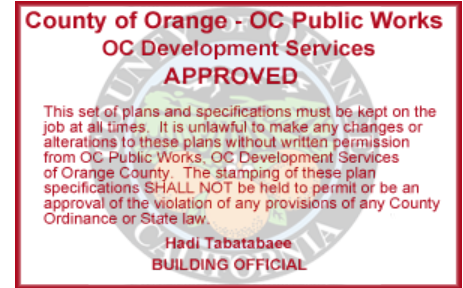 County of Orange - OC Public Works
OC Development Services
APPROVED
This set of plans and specifications must be kept on the
job at all times. It is unlawful to make any changes or
alterations to these plans without written permission
from OC Public Works, OC Development Services
of Orange County. The stamping of these plan
specifications SHALL NOT be held to permit or be an
approval of the violation of any provisions of any County
Ordinance or State law.
Hadi Tabatabaee
BUILDING OFFICIAL
COUNTY OF ORANGE
CALIFORNIA